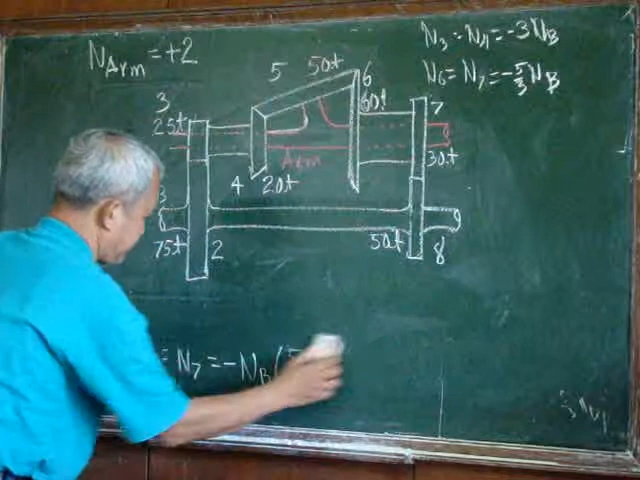 N_Arm = +2
N_3 = N_4 = -3N_B
N_6 = N_7 = -5/3 N_B
5 50t 6
60t
3
25t
7
Arm
30t
4 20t
75t 2
50t 8
= N_7 = -N_B (